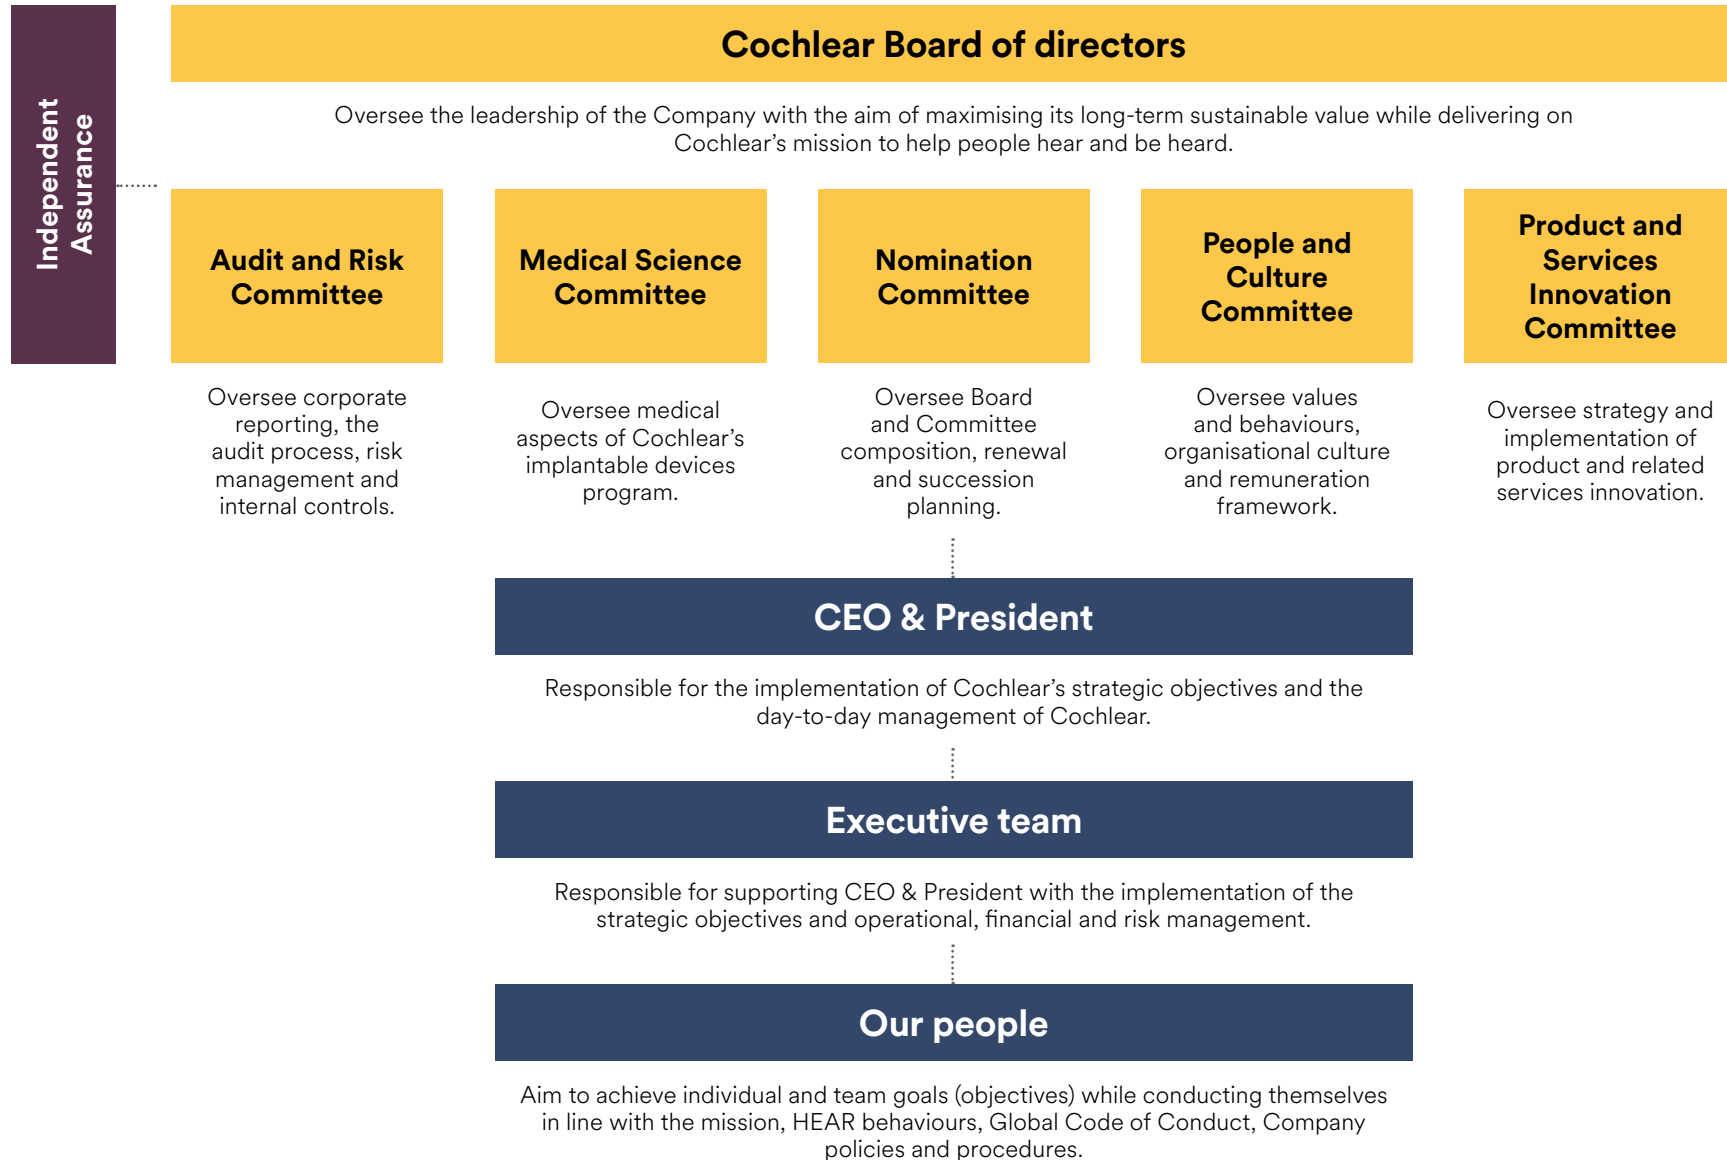 Independent
Assurance
Cochlear Board of directors
Oversee the leadership of the Company with the aim of maximising its long-term sustainable value while delivering on
Cochlear’s mission to help people hear and be heard.
Audit and Risk
Committee
Oversee corporate
reporting, the
audit process, risk
management and
internal controls.
Medical Science
Committee
Oversee medical
aspects of Cochlear’s
implantable devices
program.
Nomination
Committee
Oversee Board
and Committee
composition, renewal
and succession
planning.
People and
Culture
Committee
Oversee values
and behaviours,
organisational culture
and remuneration
framework.
Product and
Services
Innovation
Committee
Oversee strategy and
implementation of
product and related
services innovation.
CEO & President
Responsible for the implementation of Cochlear’s strategic objectives and the
day-to-day management of Cochlear.
Executive team
Responsible for supporting CEO & President with the implementation of the
strategic objectives and operational, financial and risk management.
Our people
Aim to achieve individual and team goals (objectives) while conducting themselves
in line with the mission, HEAR behaviours, Global Code of Conduct, Company
policies and procedures.